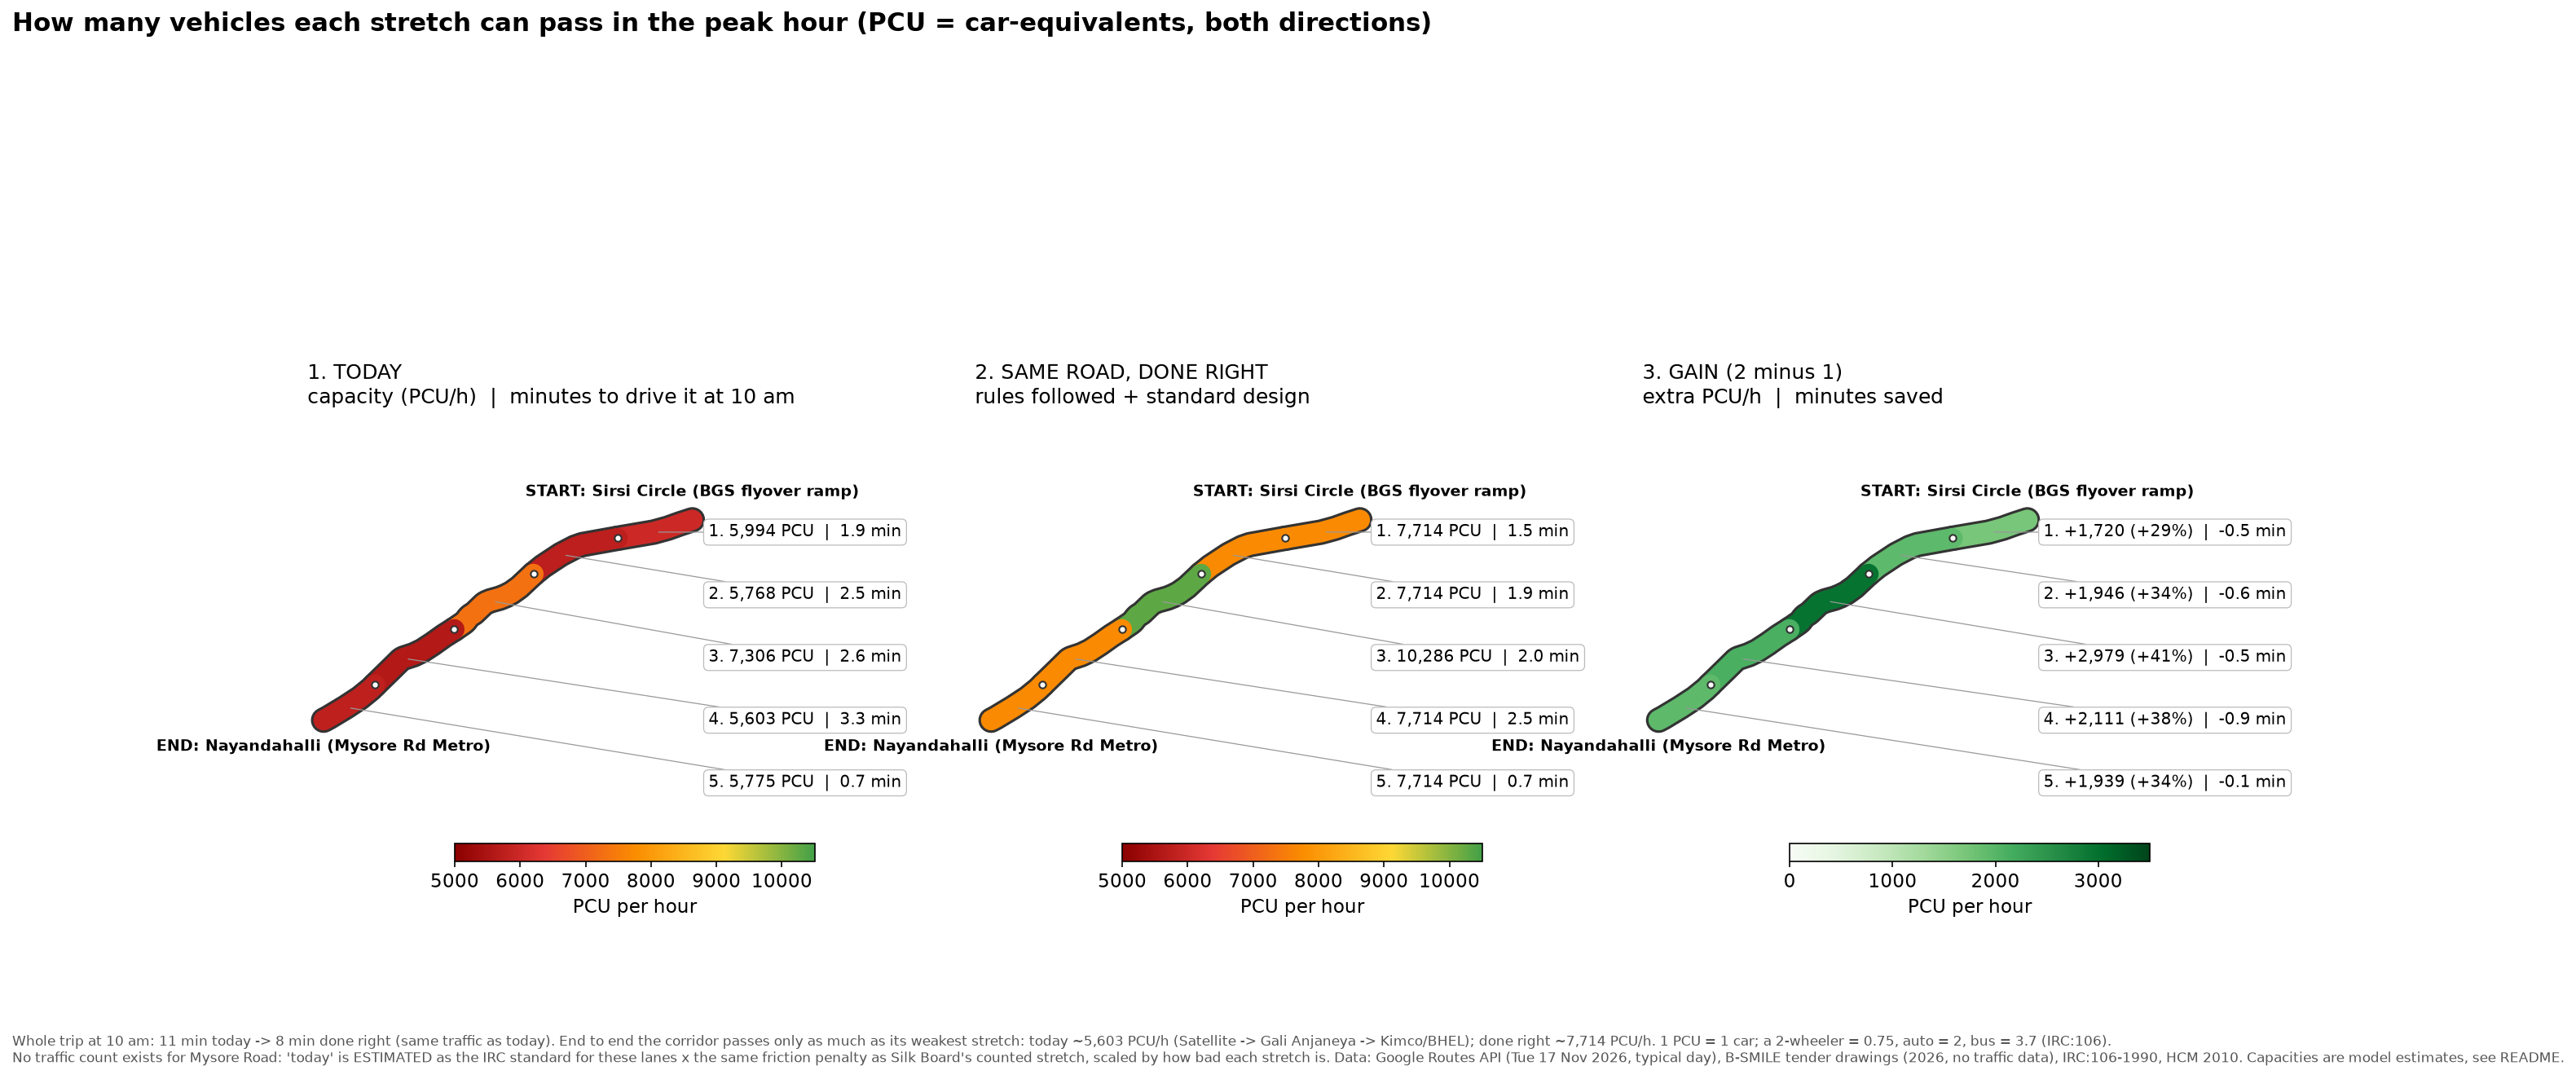 How many vehicles each stretch can pass in the peak hour (PCU = car-equivalents, both directions)
1. TODAY
capacity (PCU/h)  |  minutes to drive it at 10 am
START: Sirsi Circle (BGS flyover ramp)
1. 5,994 PCU  |  1.9 min
2. 5,768 PCU  |  2.5 min
3. 7,306 PCU  |  2.6 min
4. 5,603 PCU  |  3.3 min
END: Nayandahalli (Mysore Rd Metro)
5. 5,775 PCU  |  0.7 min
5000 6000 7000 8000 9000 10000
PCU per hour
2. SAME ROAD, DONE RIGHT
rules followed + standard design
START: Sirsi Circle (BGS flyover ramp)
1. 7,714 PCU  |  1.5 min
2. 7,714 PCU  |  1.9 min
3. 10,286 PCU  |  2.0 min
4. 7,714 PCU  |  2.5 min
END: Nayandahalli (Mysore Rd Metro)
5. 7,714 PCU  |  0.7 min
5000 6000 7000 8000 9000 10000
PCU per hour
3. GAIN (2 minus 1)
extra PCU/h  |  minutes saved
START: Sirsi Circle (BGS flyover ramp)
1. +1,720 (+29%)  |  -0.5 min
2. +1,946 (+34%)  |  -0.6 min
3. +2,979 (+41%)  |  -0.5 min
4. +2,111 (+38%)  |  -0.9 min
END: Nayandahalli (Mysore Rd Metro)
5. +1,939 (+34%)  |  -0.1 min
0 1000 2000 3000
PCU per hour
Whole trip at 10 am: 11 min today -> 8 min done right (same traffic as today). End to end the corridor passes only as much as its weakest stretch: today ~5,603 PCU/h (Satellite -> Gali Anjaneya -> Kimco/BHEL); done right ~7,714 PCU/h. 1 PCU = 1 car; a 2-wheeler = 0.75, auto = 2, bus = 3.7 (IRC:106).
No traffic count exists for Mysore Road: 'today' is ESTIMATED as the IRC standard for these lanes x the same friction penalty as Silk Board's counted stretch, scaled by how bad each stretch is. Data: Google Routes API (Tue 17 Nov 2026, typical day), B-SMILE tender drawings (2026, no traffic data), IRC:106-1990, HCM 2010. Capacities are model estimates, see README.